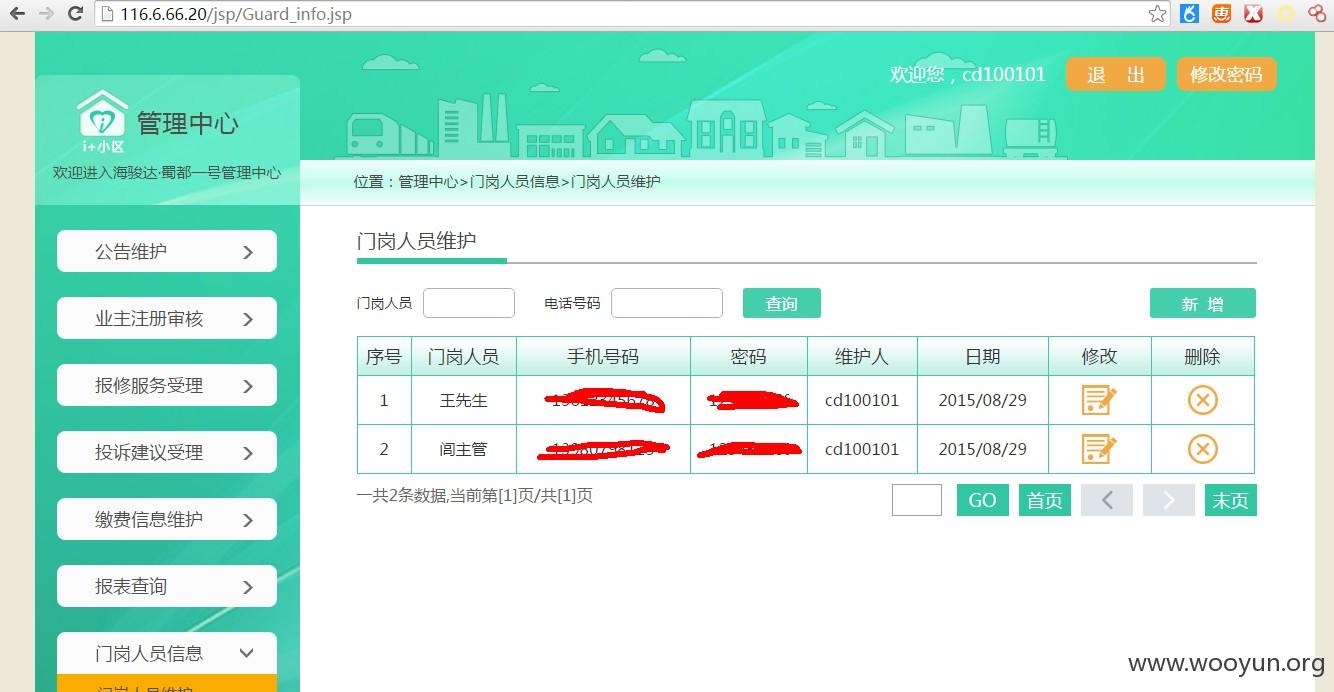 116.6.66.20/jsp/Guard_info.jsp
欢迎您，cd100101 退 出 修改密码
管理中心
i+小区
欢迎进入海骏达·蜀都一号管理中心
位置：管理中心>门岗人员信息>门岗人员维护
公告维护
业主注册审核
报修服务受理
投诉建议受理
缴费信息维护
报表查询
门岗人员信息
门岗人员维护
门岗人员维护
门岗人员 电话号码 查询 新 增
序号 门岗人员 手机号码 密码 维护人 日期 修改 删除
1 王先生 cd100101 2015/08/29
2 闾主管 cd100101 2015/08/29
一共2条数据,当前第[1]页/共[1]页 GO 首页 末页
www.wooyun.org